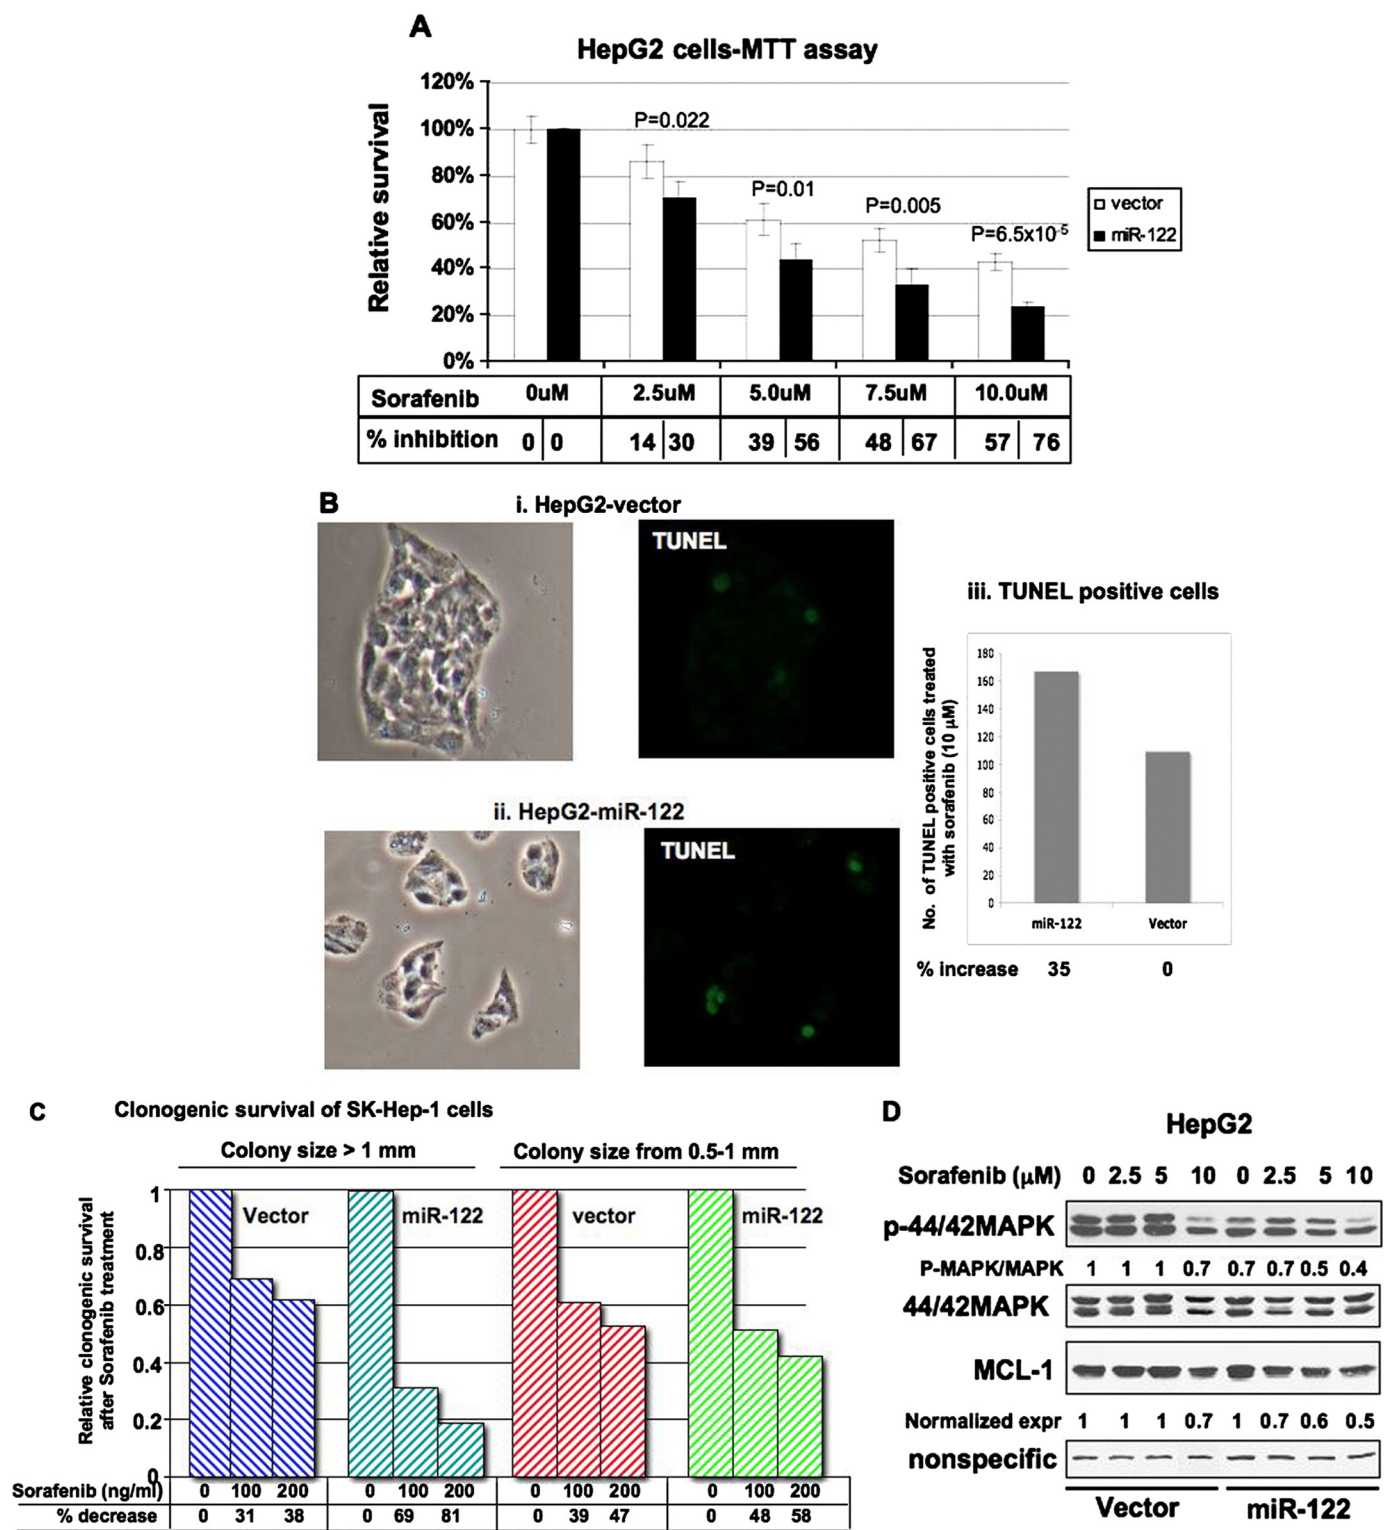 A
HepG2 cells-MTT assay
Relative survival
120%
100%
80%
60%
40%
20%
0%
P=0.022
P=0.01
P=0.005
P=6.5x10⁻⁵
vector
miR-122
Sorafenib 0uM 2.5uM 5.0uM 7.5uM 10.0uM
% inhibition 0 0 14 30 39 56 48 67 57 76
B
i. HepG2-vector
TUNEL
ii. HepG2-miR-122
TUNEL
iii. TUNEL positive cells
No. of TUNEL positive cells treated
with sorafenib (10 µM)
180
160
140
120
100
80
60
40
20
0
miR-122 Vector
% increase 35 0
C
Clonogenic survival of SK-Hep-1 cells
Colony size > 1 mm Colony size from 0.5-1 mm
Relative clonogenic survival
after Sorafenib treatment
1
0.8
0.6
0.4
0.2
0
Vector miR-122 vector miR-122
Sorafenib (ng/ml) 0 100 200 0 100 200 0 100 200 0 100 200
% decrease 0 31 38 0 69 81 0 39 47 0 48 58
D
HepG2
Sorafenib (µM) 0 2.5 5 10 0 2.5 5 10
p-44/42MAPK
P-MAPK/MAPK 1 1 1 0.7 0.7 0.7 0.5 0.4
44/42MAPK
MCL-1
Normalized expr 1 1 1 0.7 1 0.7 0.6 0.5
nonspecific
Vector miR-122